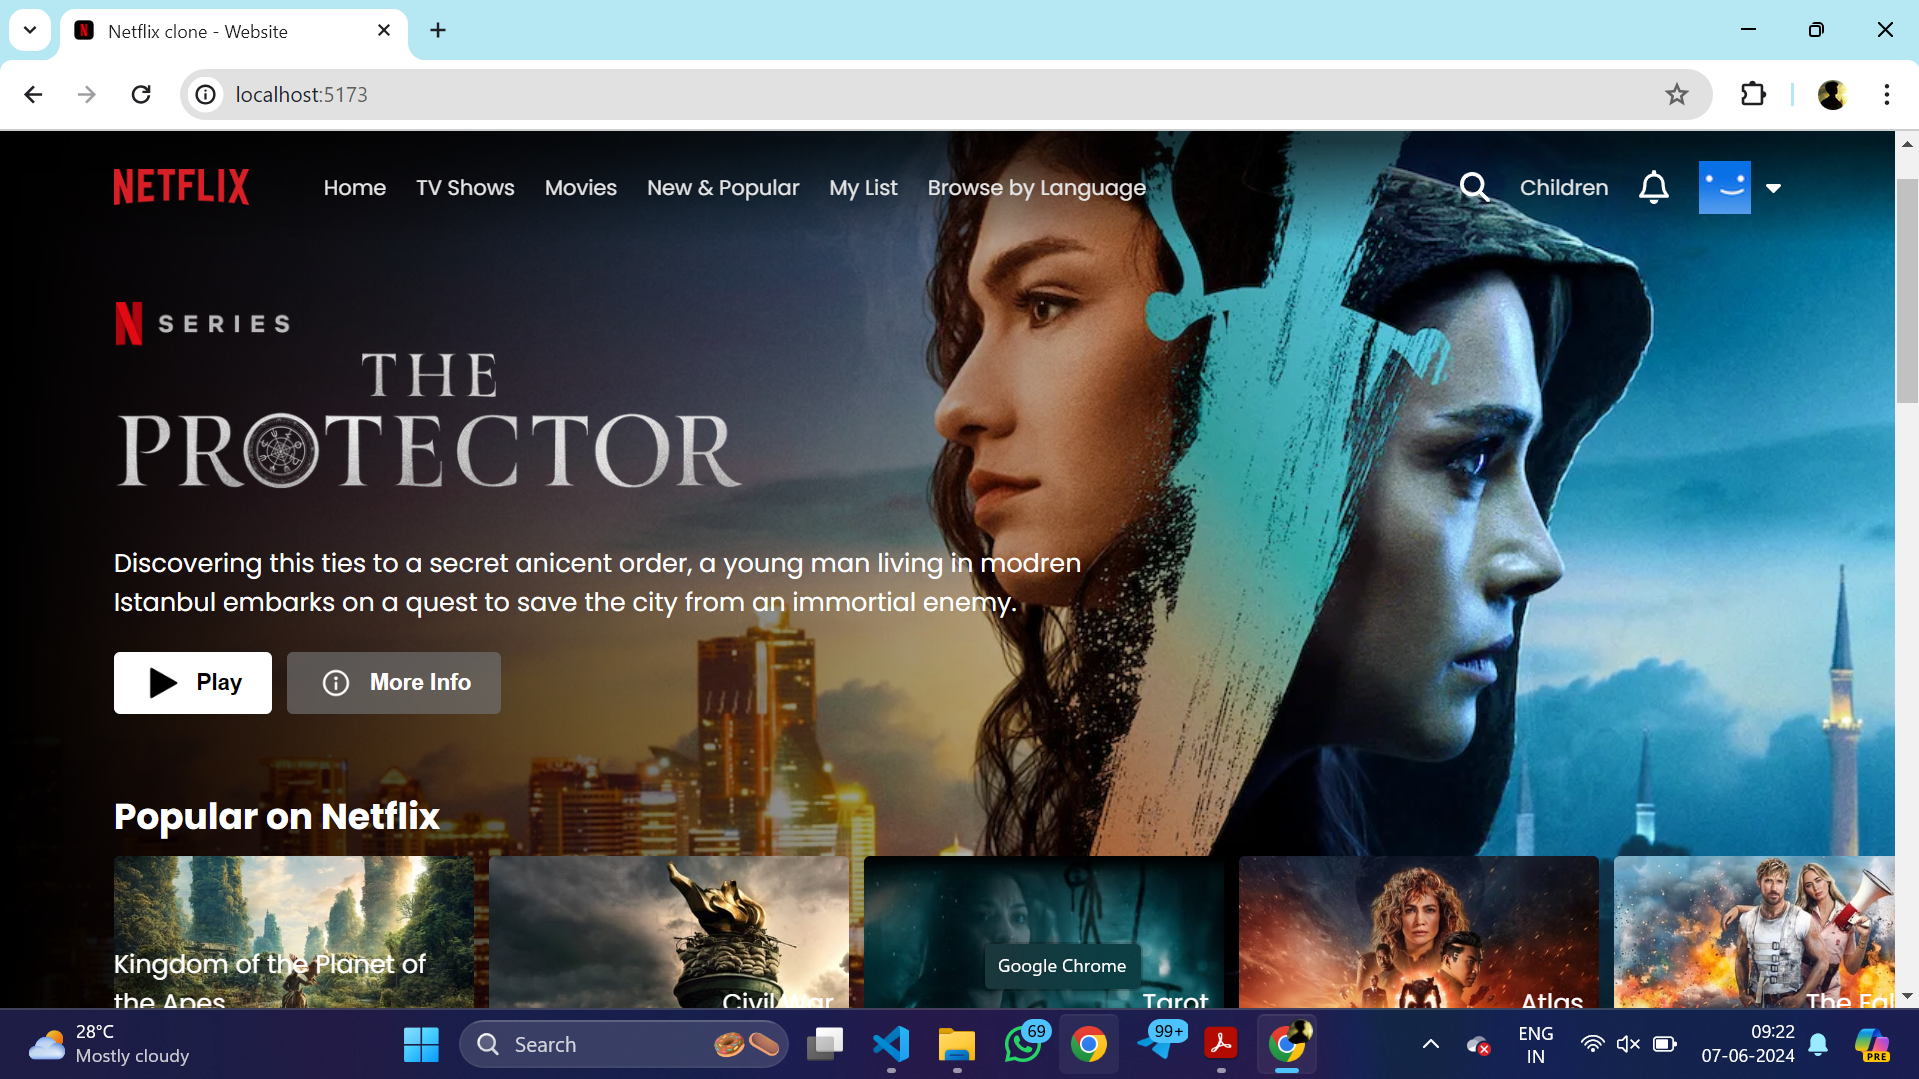 Netflix clone - Website
localhost:5173
NETFLIX
Home
TV Shows
Movies
New & Popular
My List
Browse by Language
Children
N SERIES
THE
PROTECTOR
Discovering this ties to a secret anicent order, a young man living in modren
Istanbul embarks on a quest to save the city from an immortial enemy.
Play
More Info
Popular on Netflix
Kingdom of the Planet of
the Apes
Civil War
Tarot
Atlas
The Fal
Google Chrome
28°C
Mostly cloudy
Search
69
99+
PRE
ENG
IN
09:22
07-06-2024